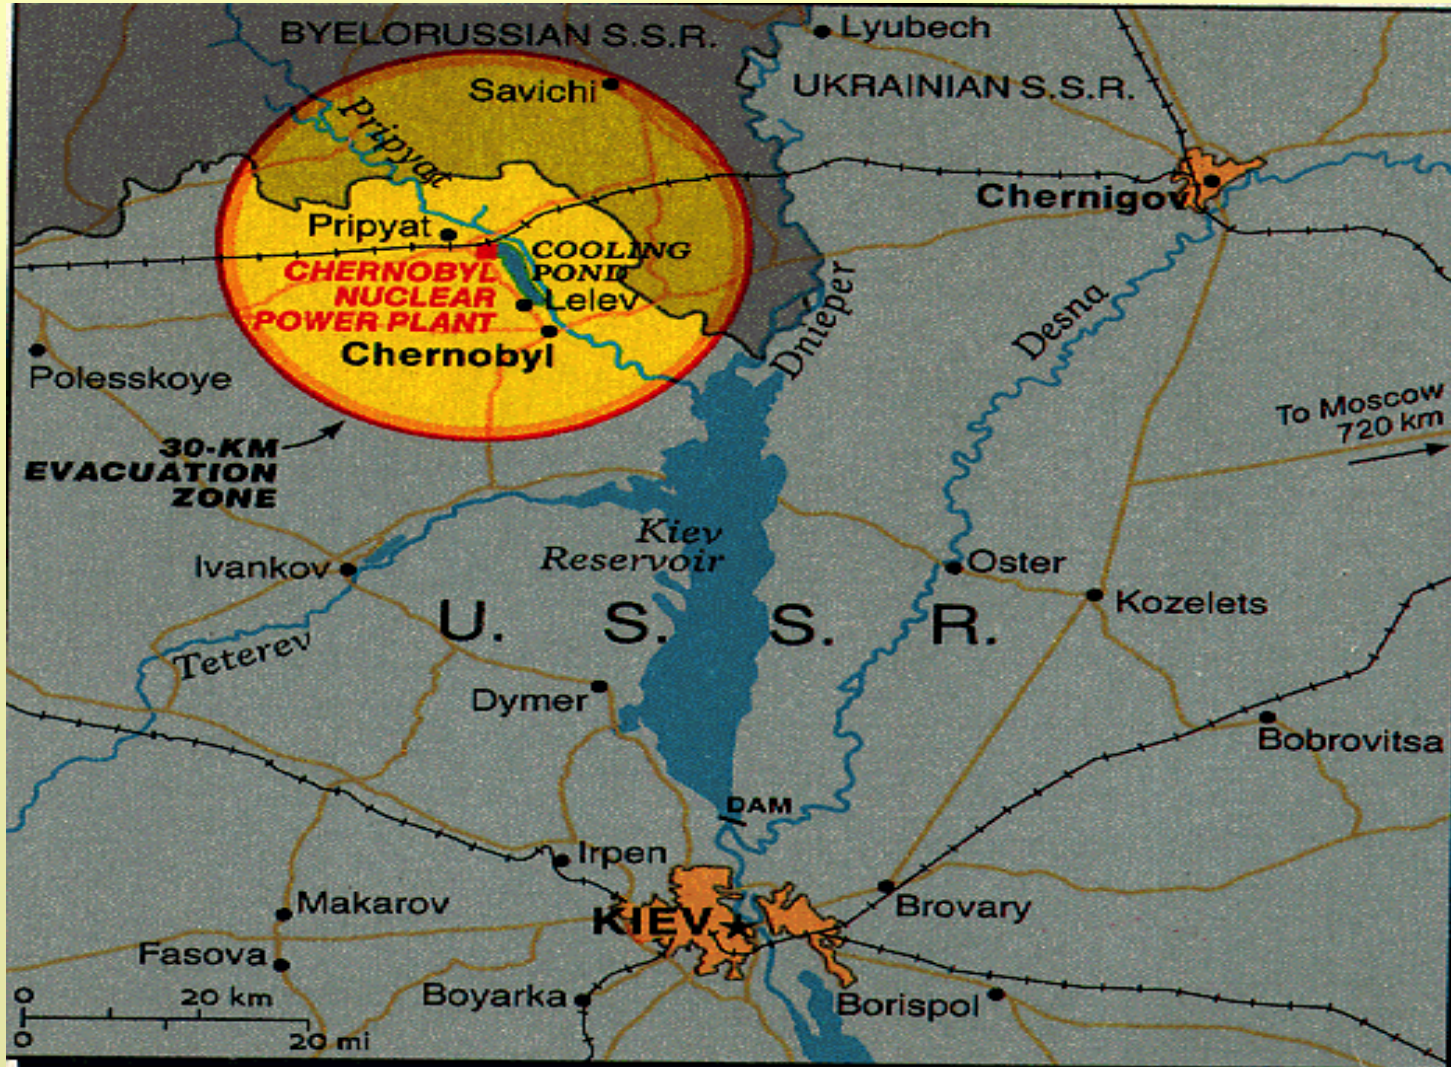 BYELORUSSIAN S.S.R.
Lyubech
Savichi
UKRAINIAN S.S.R.
Pripyat
Chernigov
Pripyat
COOLING
POND
CHERNOBYL
NUCLEAR
POWER PLANT
Lelev
Chernobyl
Dnieper
Desna
Polesskoye
To Moscow
720 km
30-KM
EVACUATION
ZONE
Kiev
Reservoir
Ivankov
Oster
Kozelets
U. S. S. R.
Teterev
Dymer
Bobrovitsa
DAM
Irpen
Makarov
KIEV
Brovary
Fasova
Boyarka
Borispol
0 20 km
0 20 mi